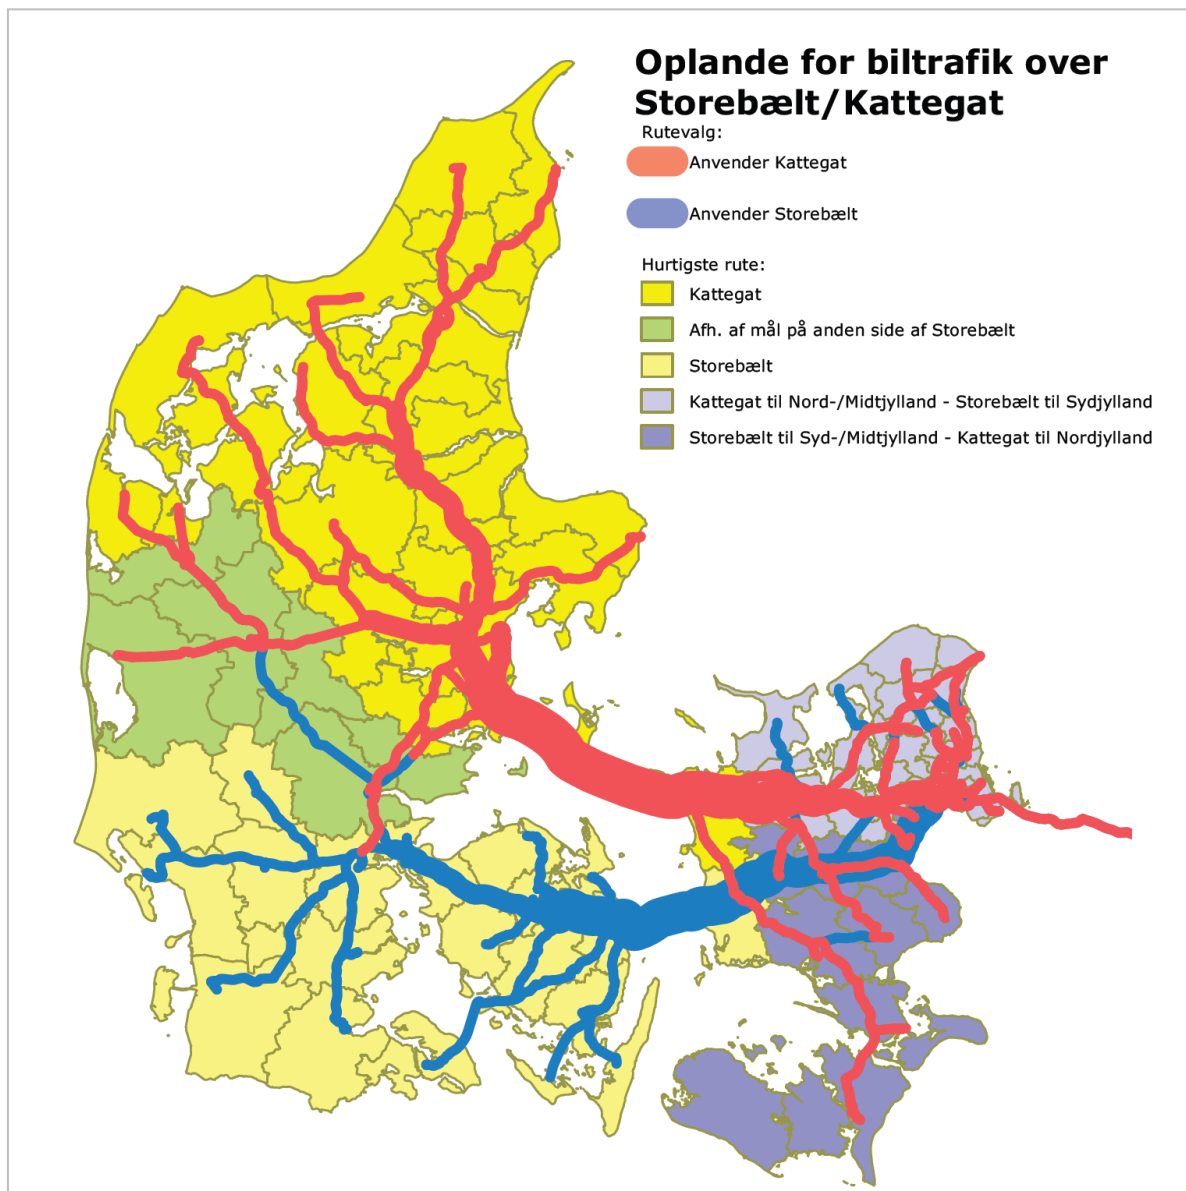 Oplande for biltrafik over
Storebælt/Kattegat
Rutevalg:
Anvender Kattegat
Anvender Storebælt
Hurtigste rute:
Kattegat
Afh. af mål på anden side af Storebælt
Storebælt
Kattegat til Nord-/Midtjylland - Storebælt til Sydjylland
Storebælt til Syd-/Midtjylland - Kattegat til Nordjylland